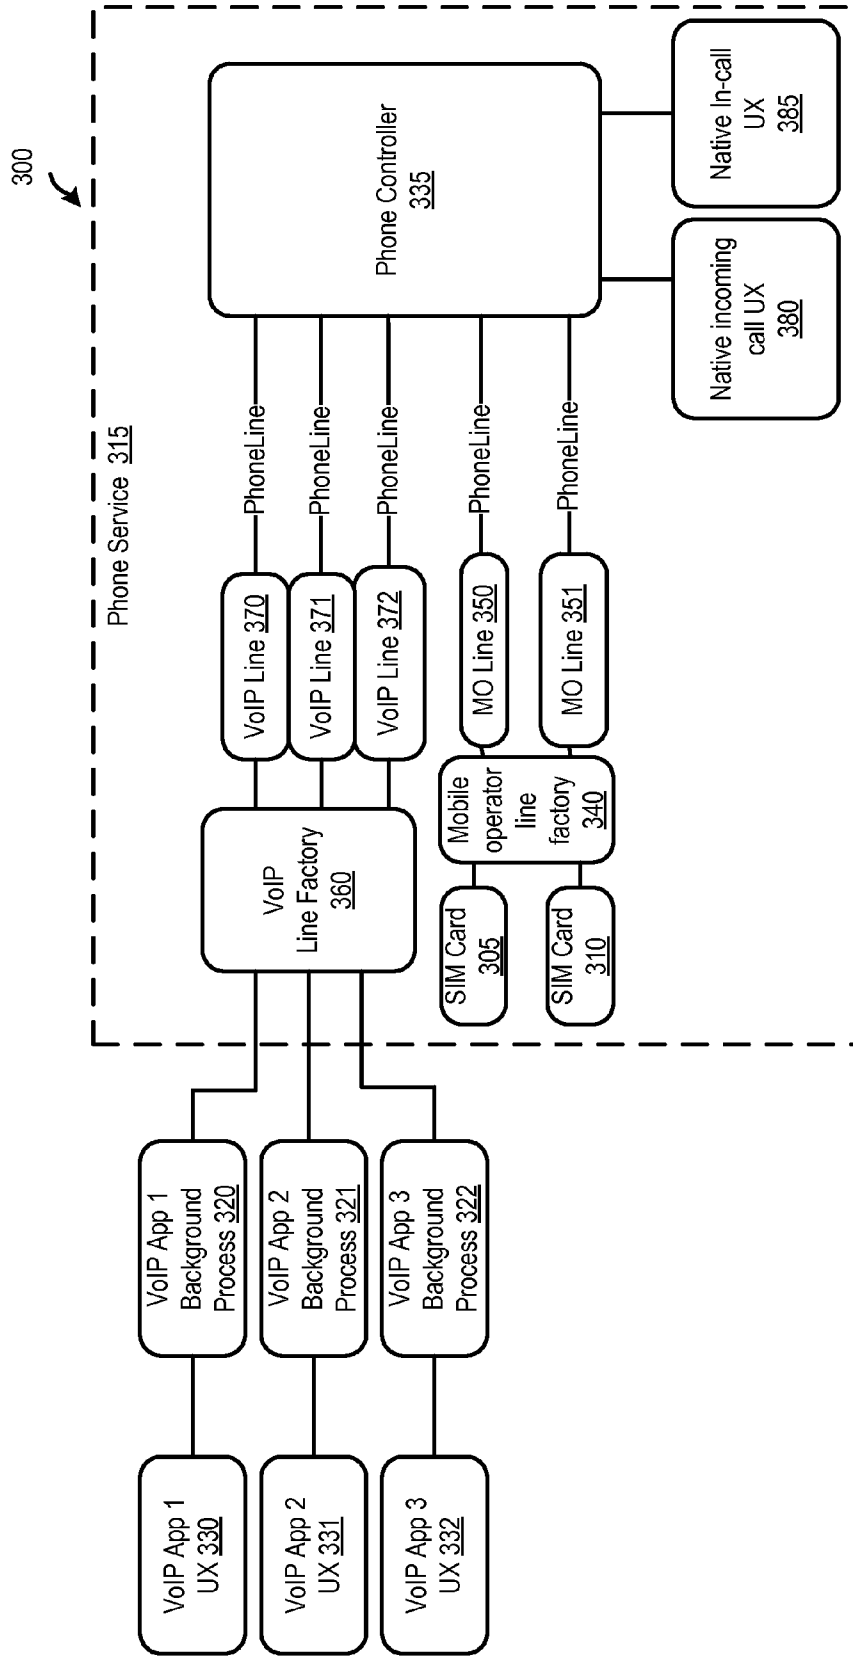 300
Phone Service 315
VoIP App 1
UX 330
VoIP App 2
UX 331
VoIP App 3
UX 332
VoIP App 1
Background
Process 320
VoIP App 2
Background
Process 321
VoIP App 3
Background
Process 322
VoIP
Line Factory
360
SIM Card
305
SIM Card
310
Mobile
operator
line
factory
340
VoIP Line 370
VoIP Line 371
VoIP Line 372
MO Line 350
MO Line 351
PhoneLine
PhoneLine
PhoneLine
PhoneLine
PhoneLine
Phone Controller
335
Native incoming
call UX
380
Native In-call
UX
385